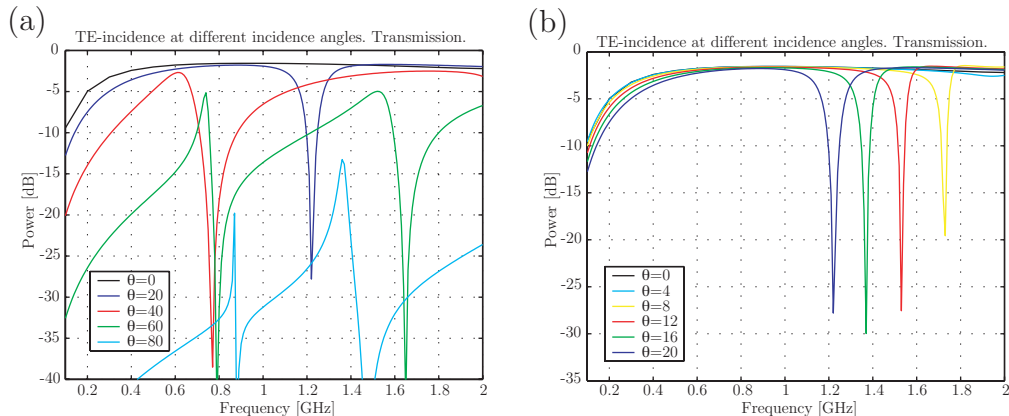 (a)
TE-incidence at different incidence angles. Transmission.
Power [dB]
0
-5
-10
-15
-20
-25
-30
-35
-40
θ=0
θ=20
θ=40
θ=60
θ=80
0.2 0.4 0.6 0.8 1 1.2 1.4 1.6 1.8 2
Frequency [GHz]
(b)
TE-incidence at different incidence angles. Transmission.
Power [dB]
0
-5
-10
-15
-20
-25
-30
-35
θ=0
θ=4
θ=8
θ=12
θ=16
θ=20
0.2 0.4 0.6 0.8 1 1.2 1.4 1.6 1.8 2
Frequency [GHz]